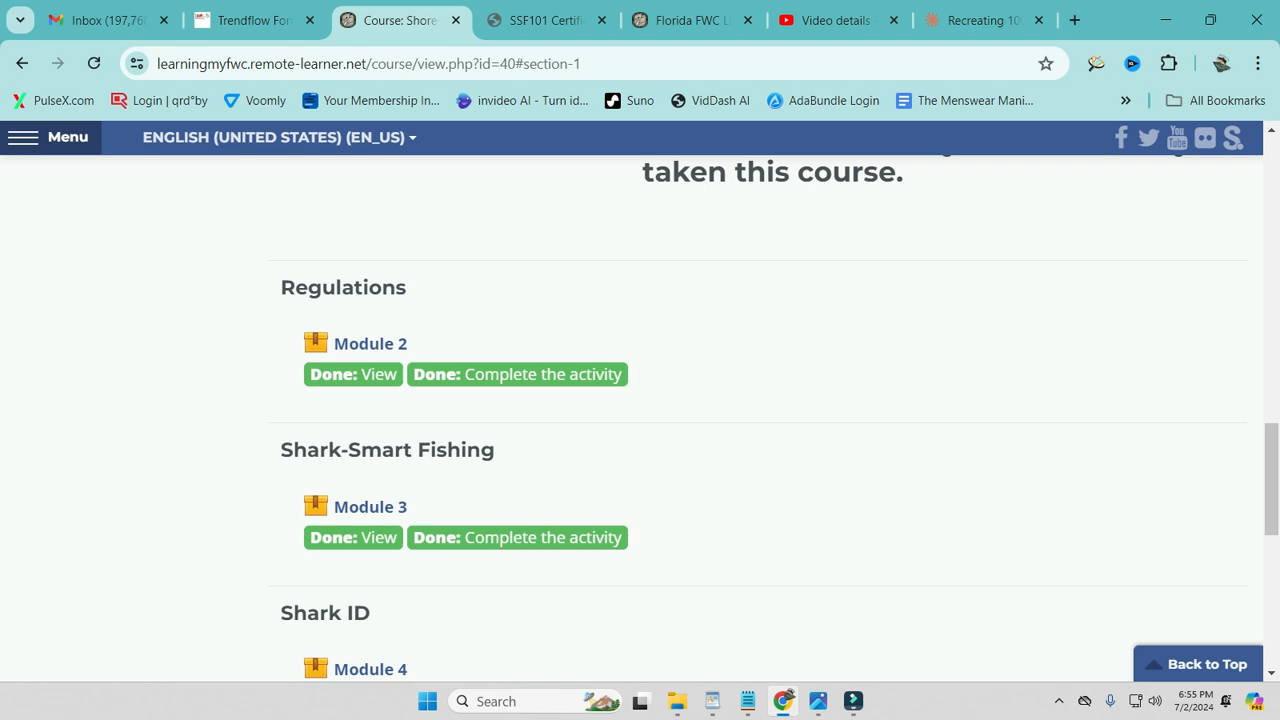 Inbox (197,76
Trendflow For
Course: Shore
SSF101 Certifi
Florida FWC L
Video details
Recreating 10
learningmyfwc.remote-learner.net/course/view.php?id=40#section-1
PulseX.com
Login | qrd°by
Voomly
Your Membership In...
invideo AI - Turn id...
Suno
VidDash AI
AdaBundle Login
The Menswear Mani...
»
All Bookmarks
Menu
ENGLISH (UNITED STATES) (EN_US)
You Tube
taken this course.
Regulations
Module 2
Done: View Done: Complete the activity
Shark-Smart Fishing
Module 3
Done: View Done: Complete the activity
Shark ID
Module 4
Back to Top
Search
6:55 PM
7/2/2024